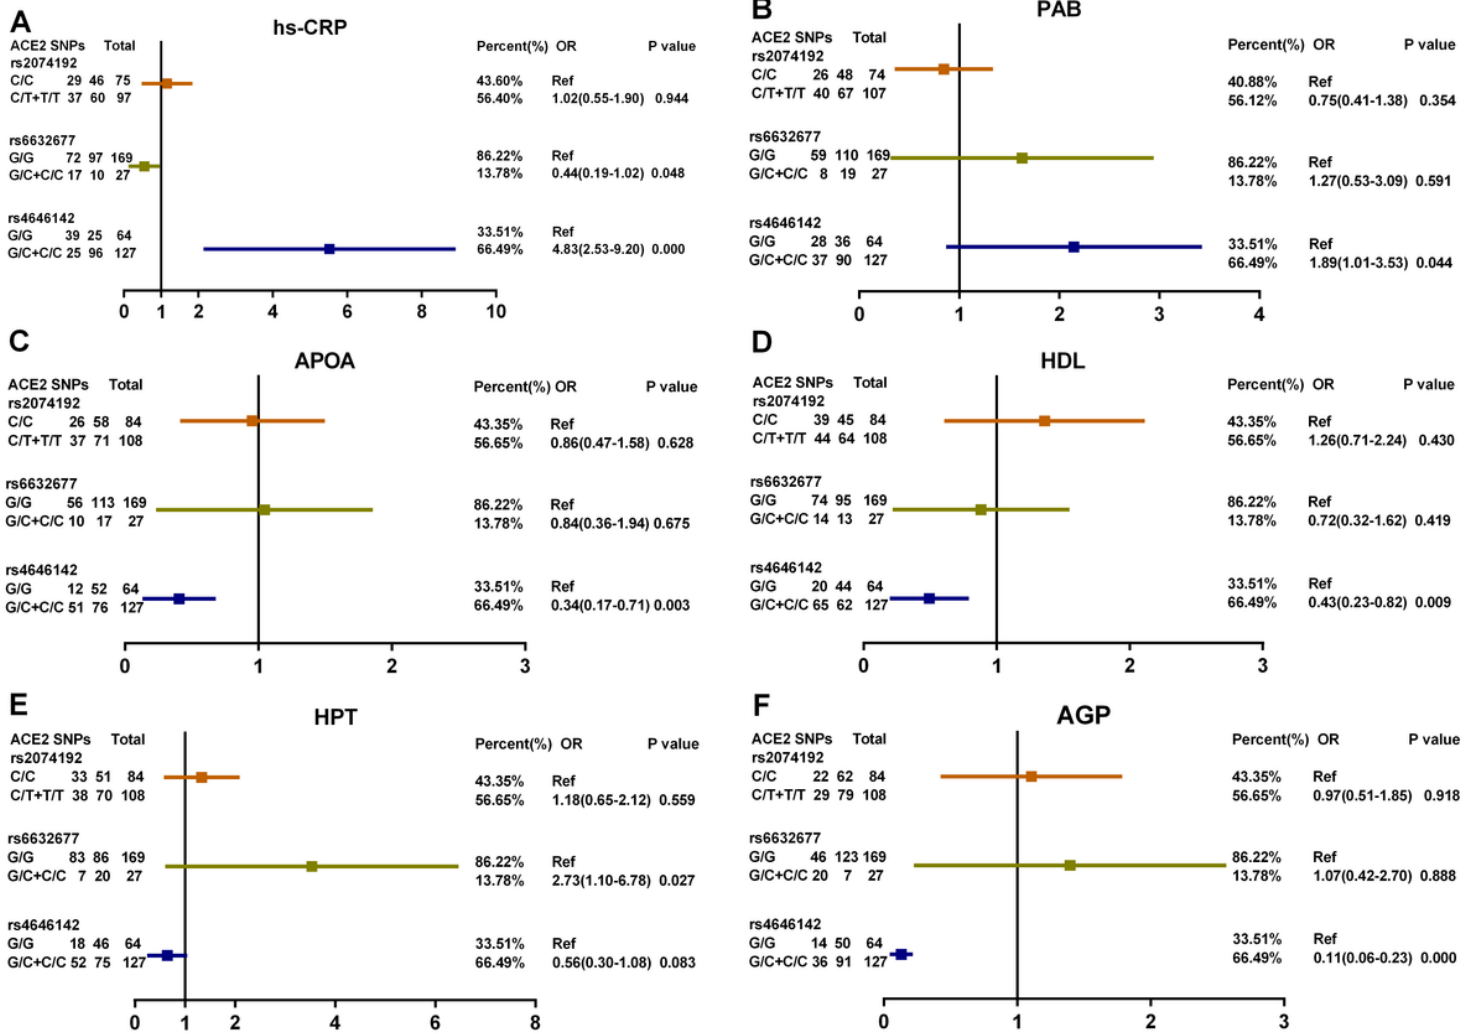 A
hs-CRP
ACE2 SNPs Total Percent(%) OR P value
rs2074192
C/C 29 46 75 43.60% Ref
C/T+T/T 37 60 97 56.40% 1.02(0.55-1.90) 0.944
rs6632677
G/G 72 97 169 86.22% Ref
G/C+C/C 17 10 27 13.78% 0.44(0.19-1.02) 0.048
rs4646142
G/G 39 25 64 33.51% Ref
G/C+C/C 25 96 127 66.49% 4.83(2.53-9.20) 0.000
0 1 2 4 6 8 10
B
PAB
ACE2 SNPs Total Percent(%) OR P value
rs2074192
C/C 26 48 74 40.88% Ref
C/T+T/T 40 67 107 56.12% 0.75(0.41-1.38) 0.354
rs6632677
G/G 59 110 169 86.22% Ref
G/C+C/C 8 19 27 13.78% 1.27(0.53-3.09) 0.591
rs4646142
G/G 28 36 64 33.51% Ref
G/C+C/C 37 90 127 66.49% 1.89(1.01-3.53) 0.044
0 1 2 3 4
C
APOA
ACE2 SNPs Total Percent(%) OR P value
rs2074192
C/C 26 58 84 43.35% Ref
C/T+T/T 37 71 108 56.65% 0.86(0.47-1.58) 0.628
rs6632677
G/G 56 113 169 86.22% Ref
G/C+C/C 10 17 27 13.78% 0.84(0.36-1.94) 0.675
rs4646142
G/G 12 52 64 33.51% Ref
G/C+C/C 51 76 127 66.49% 0.34(0.17-0.71) 0.003
0 1 2 3
D
HDL
ACE2 SNPs Total Percent(%) OR P value
rs2074192
C/C 39 45 84 43.35% Ref
C/T+T/T 44 64 108 56.65% 1.26(0.71-2.24) 0.430
rs6632677
G/G 74 95 169 86.22% Ref
G/C+C/C 14 13 27 13.78% 0.72(0.32-1.62) 0.419
rs4646142
G/G 20 44 64 33.51% Ref
G/C+C/C 65 62 127 66.49% 0.43(0.23-0.82) 0.009
0 1 2 3
E
HPT
ACE2 SNPs Total Percent(%) OR P value
rs2074192
C/C 33 51 84 43.35% Ref
C/T+T/T 38 70 108 56.65% 1.18(0.65-2.12) 0.559
rs6632677
G/G 83 86 169 86.22% Ref
G/C+C/C 7 20 27 13.78% 2.73(1.10-6.78) 0.027
rs4646142
G/G 18 46 64 33.51% Ref
G/C+C/C 52 75 127 66.49% 0.56(0.30-1.08) 0.083
0 1 2 4 6 8
F
AGP
ACE2 SNPs Total Percent(%) OR P value
rs2074192
C/C 22 62 84 43.35% Ref
C/T+T/T 29 79 108 56.65% 0.97(0.51-1.85) 0.918
rs6632677
G/G 46 123 169 86.22% Ref
G/C+C/C 20 7 27 13.78% 1.07(0.42-2.70) 0.888
rs4646142
G/G 14 50 64 33.51% Ref
G/C+C/C 36 91 127 66.49% 0.11(0.06-0.23) 0.000
0 1 2 3